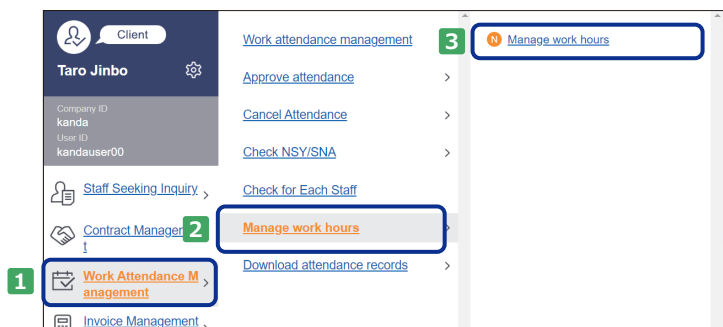 Client
Taro Jinbo
Company ID
kanda
User ID
kandauser00
Staff Seeking Inquiry
Contract Manager
t
1
Work Attendance M
anagement
Invoice Management
Work attendance management
Approve attendance
Cancel Attendance
Check NSY/SNA
Check for Each Staff
2
Manage work hours
Download attendance records
3
N Manage work hours